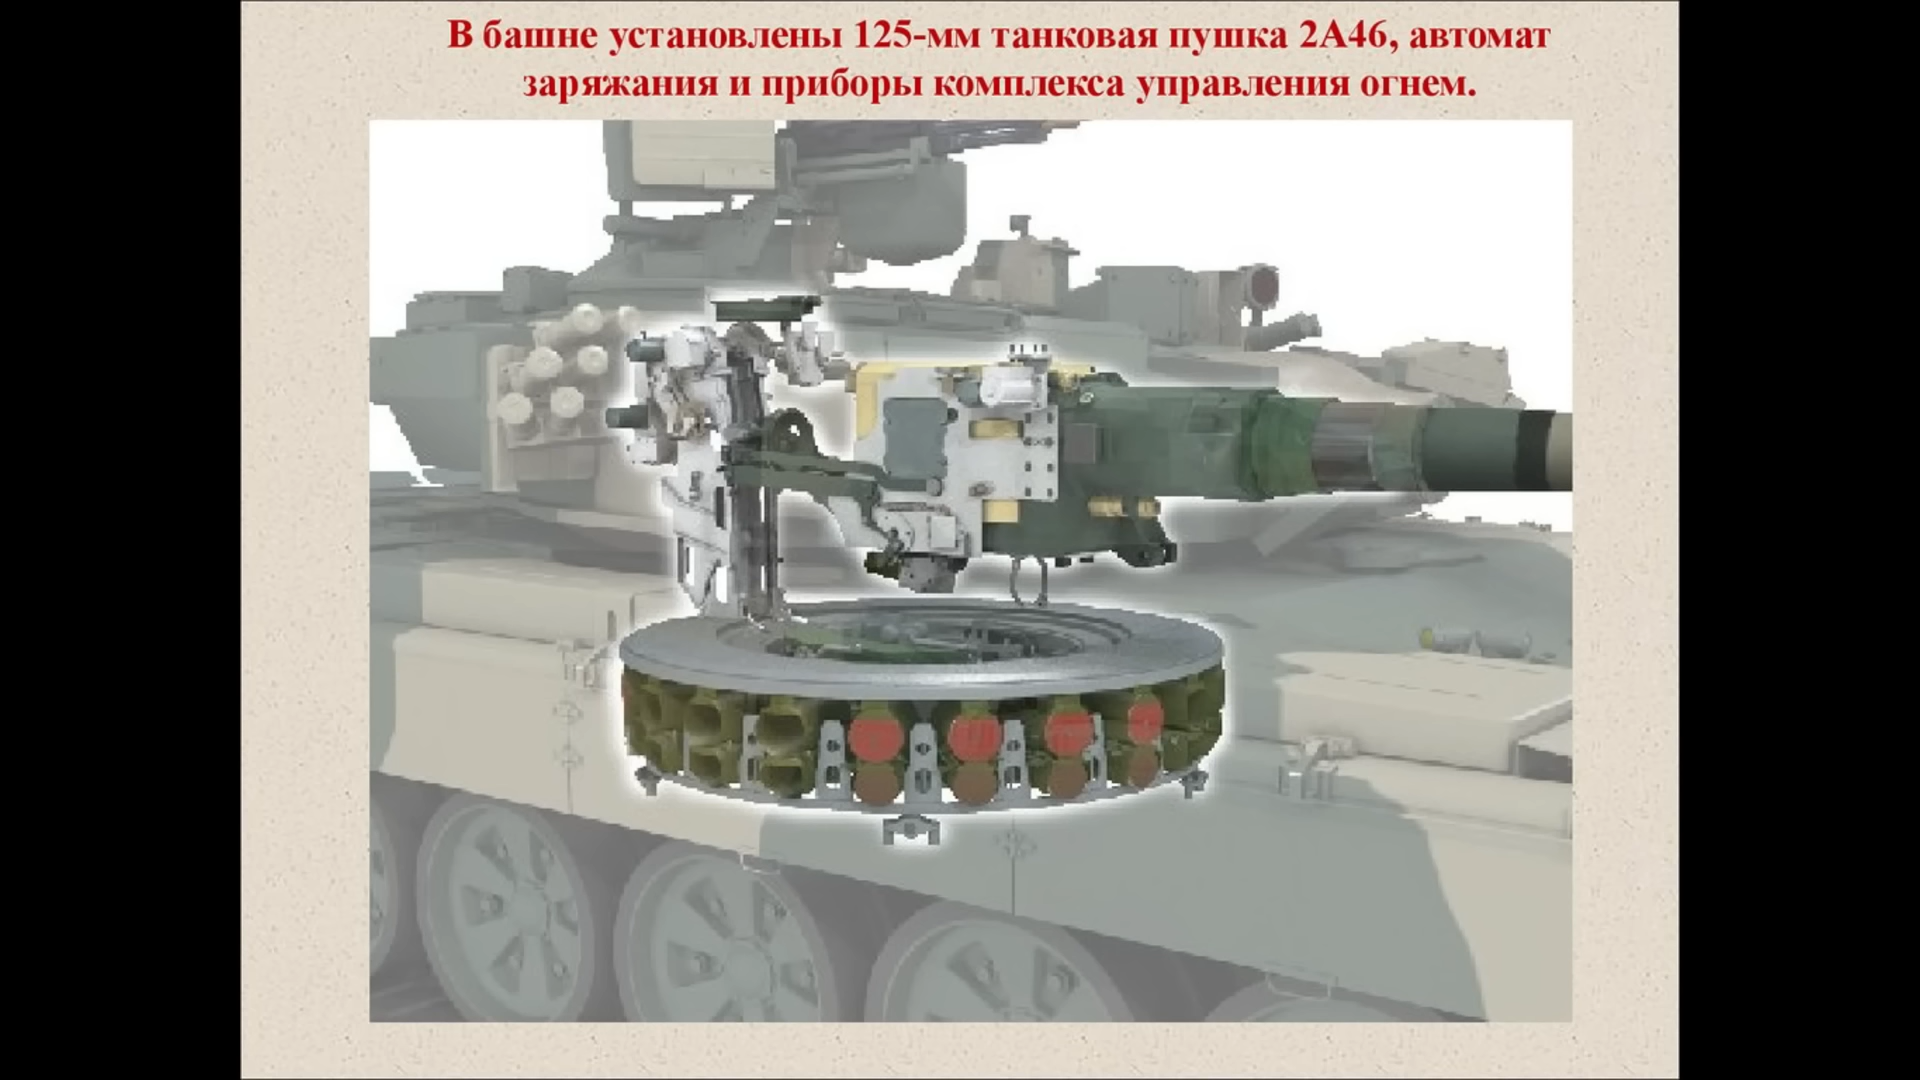 В башне установлены 125-мм танковая пушка 2А46, автомат
заряжания и приборы комплекса управления огнем.